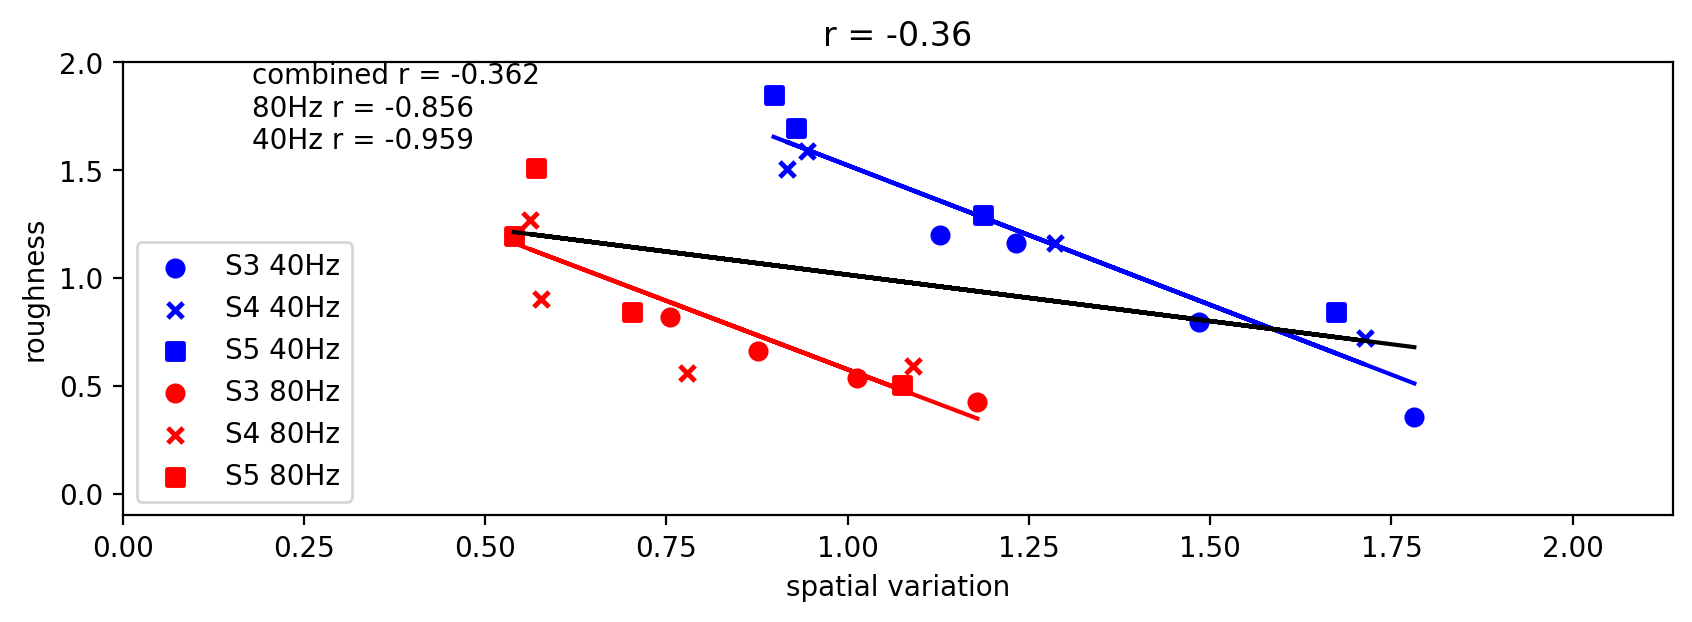 r = -0.36
combined r = -0.362
80Hz r = -0.856
40Hz r = -0.959
2.0
1.5
1.0
0.5
0.0
roughness
S3 40Hz
S4 40Hz
S5 40Hz
S3 80Hz
S4 80Hz
S5 80Hz
0.00 0.25 0.50 0.75 1.00 1.25 1.50 1.75 2.00
spatial variation